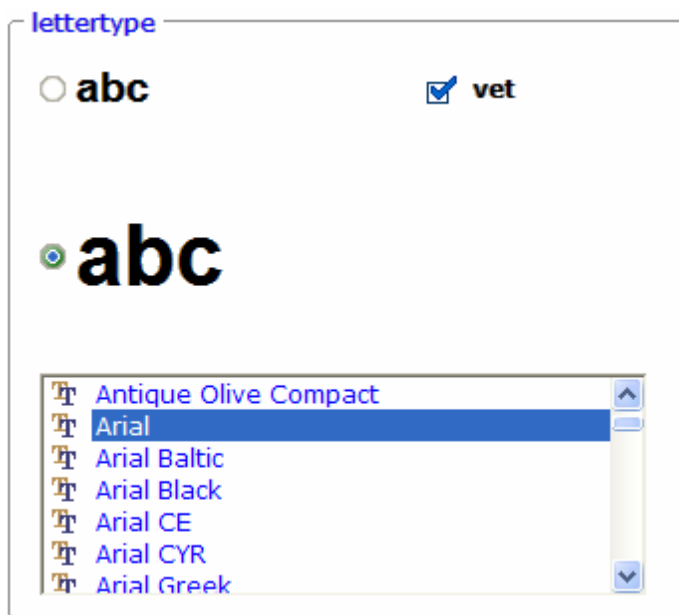 lettertype
abc
vet
abc
Antique Olive Compact
Arial
Arial Baltic
Arial Black
Arial CE
Arial CYR
Arial Greek